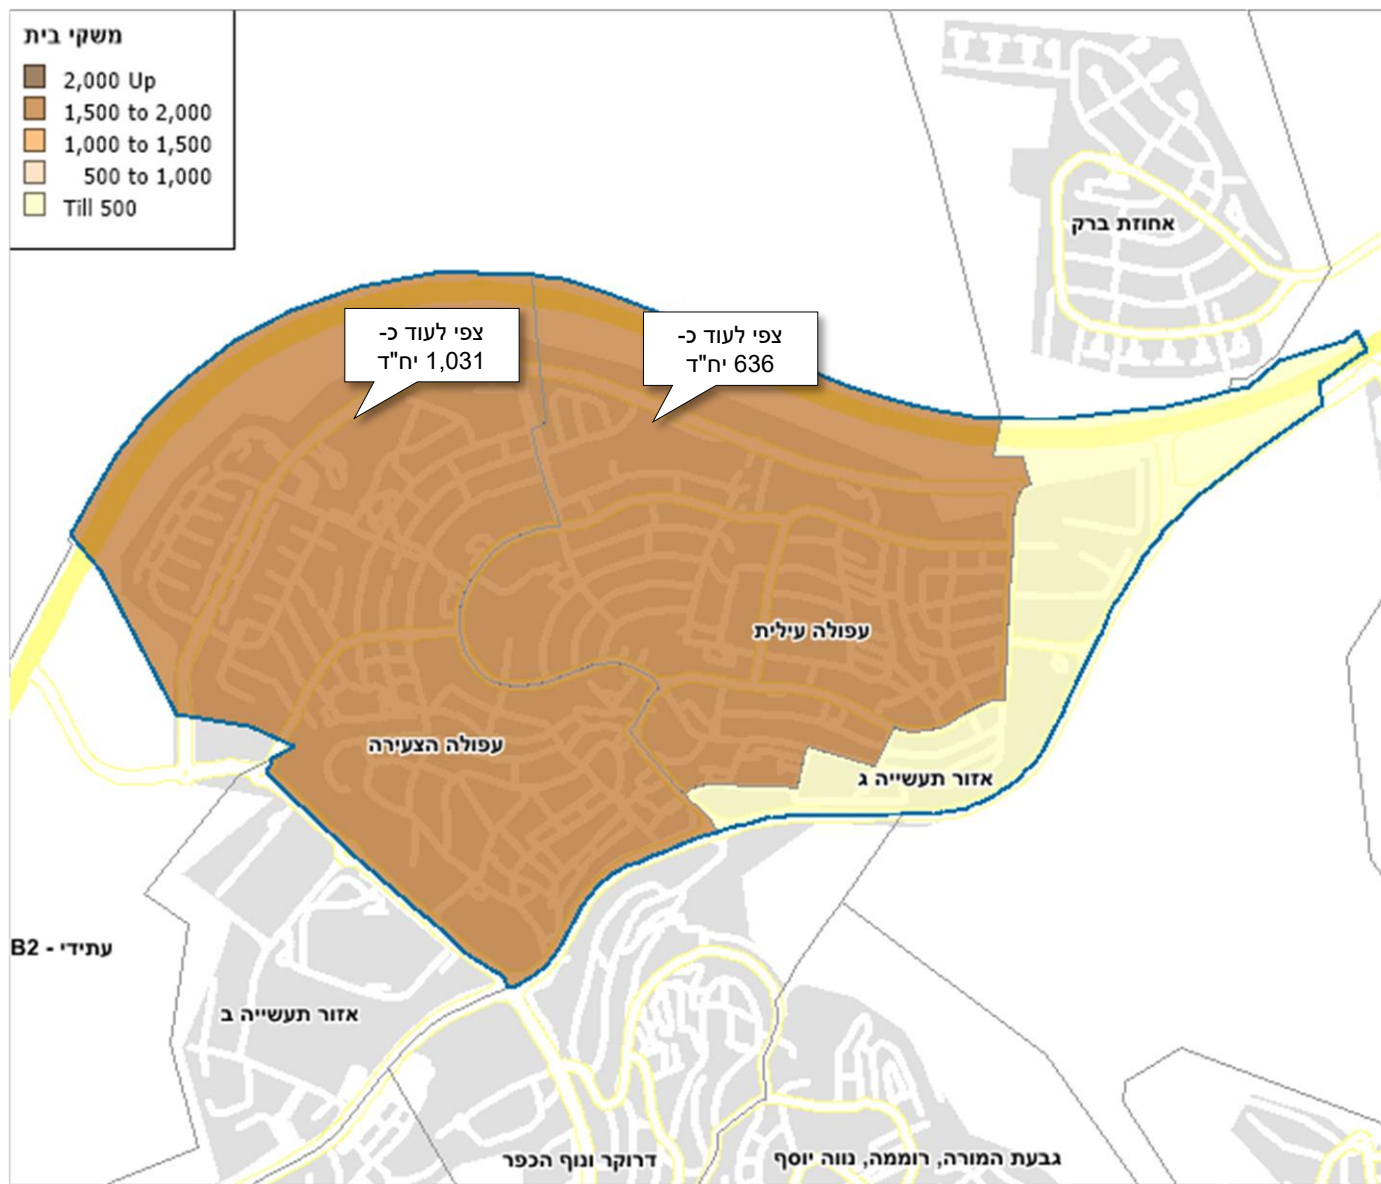 משקי בית
2,000 Up
1,500 to 2,000
1,000 to 1,500
500 to 1,000
Till 500
אחוזת ברק
צפי לעוד כ-
1,031 יח"ד
צפי לעוד כ-
636 יח"ד
עפולה עילית
עפולה הצעירה
אזור תעשייה ג
עתידי - B2
אזור תעשייה ב
דרוקר ונוף הכפר
גבעת המורה, רוממה, נווה יוסף